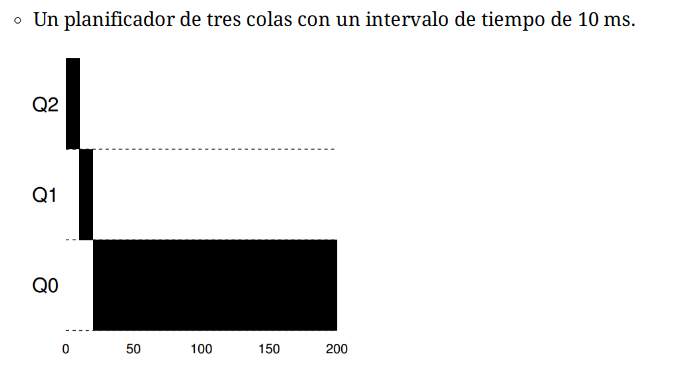 ◦ Un planificador de tres colas con un intervalo de tiempo de 10 ms.
Q2
Q1
Q0
0 50 100 150 200